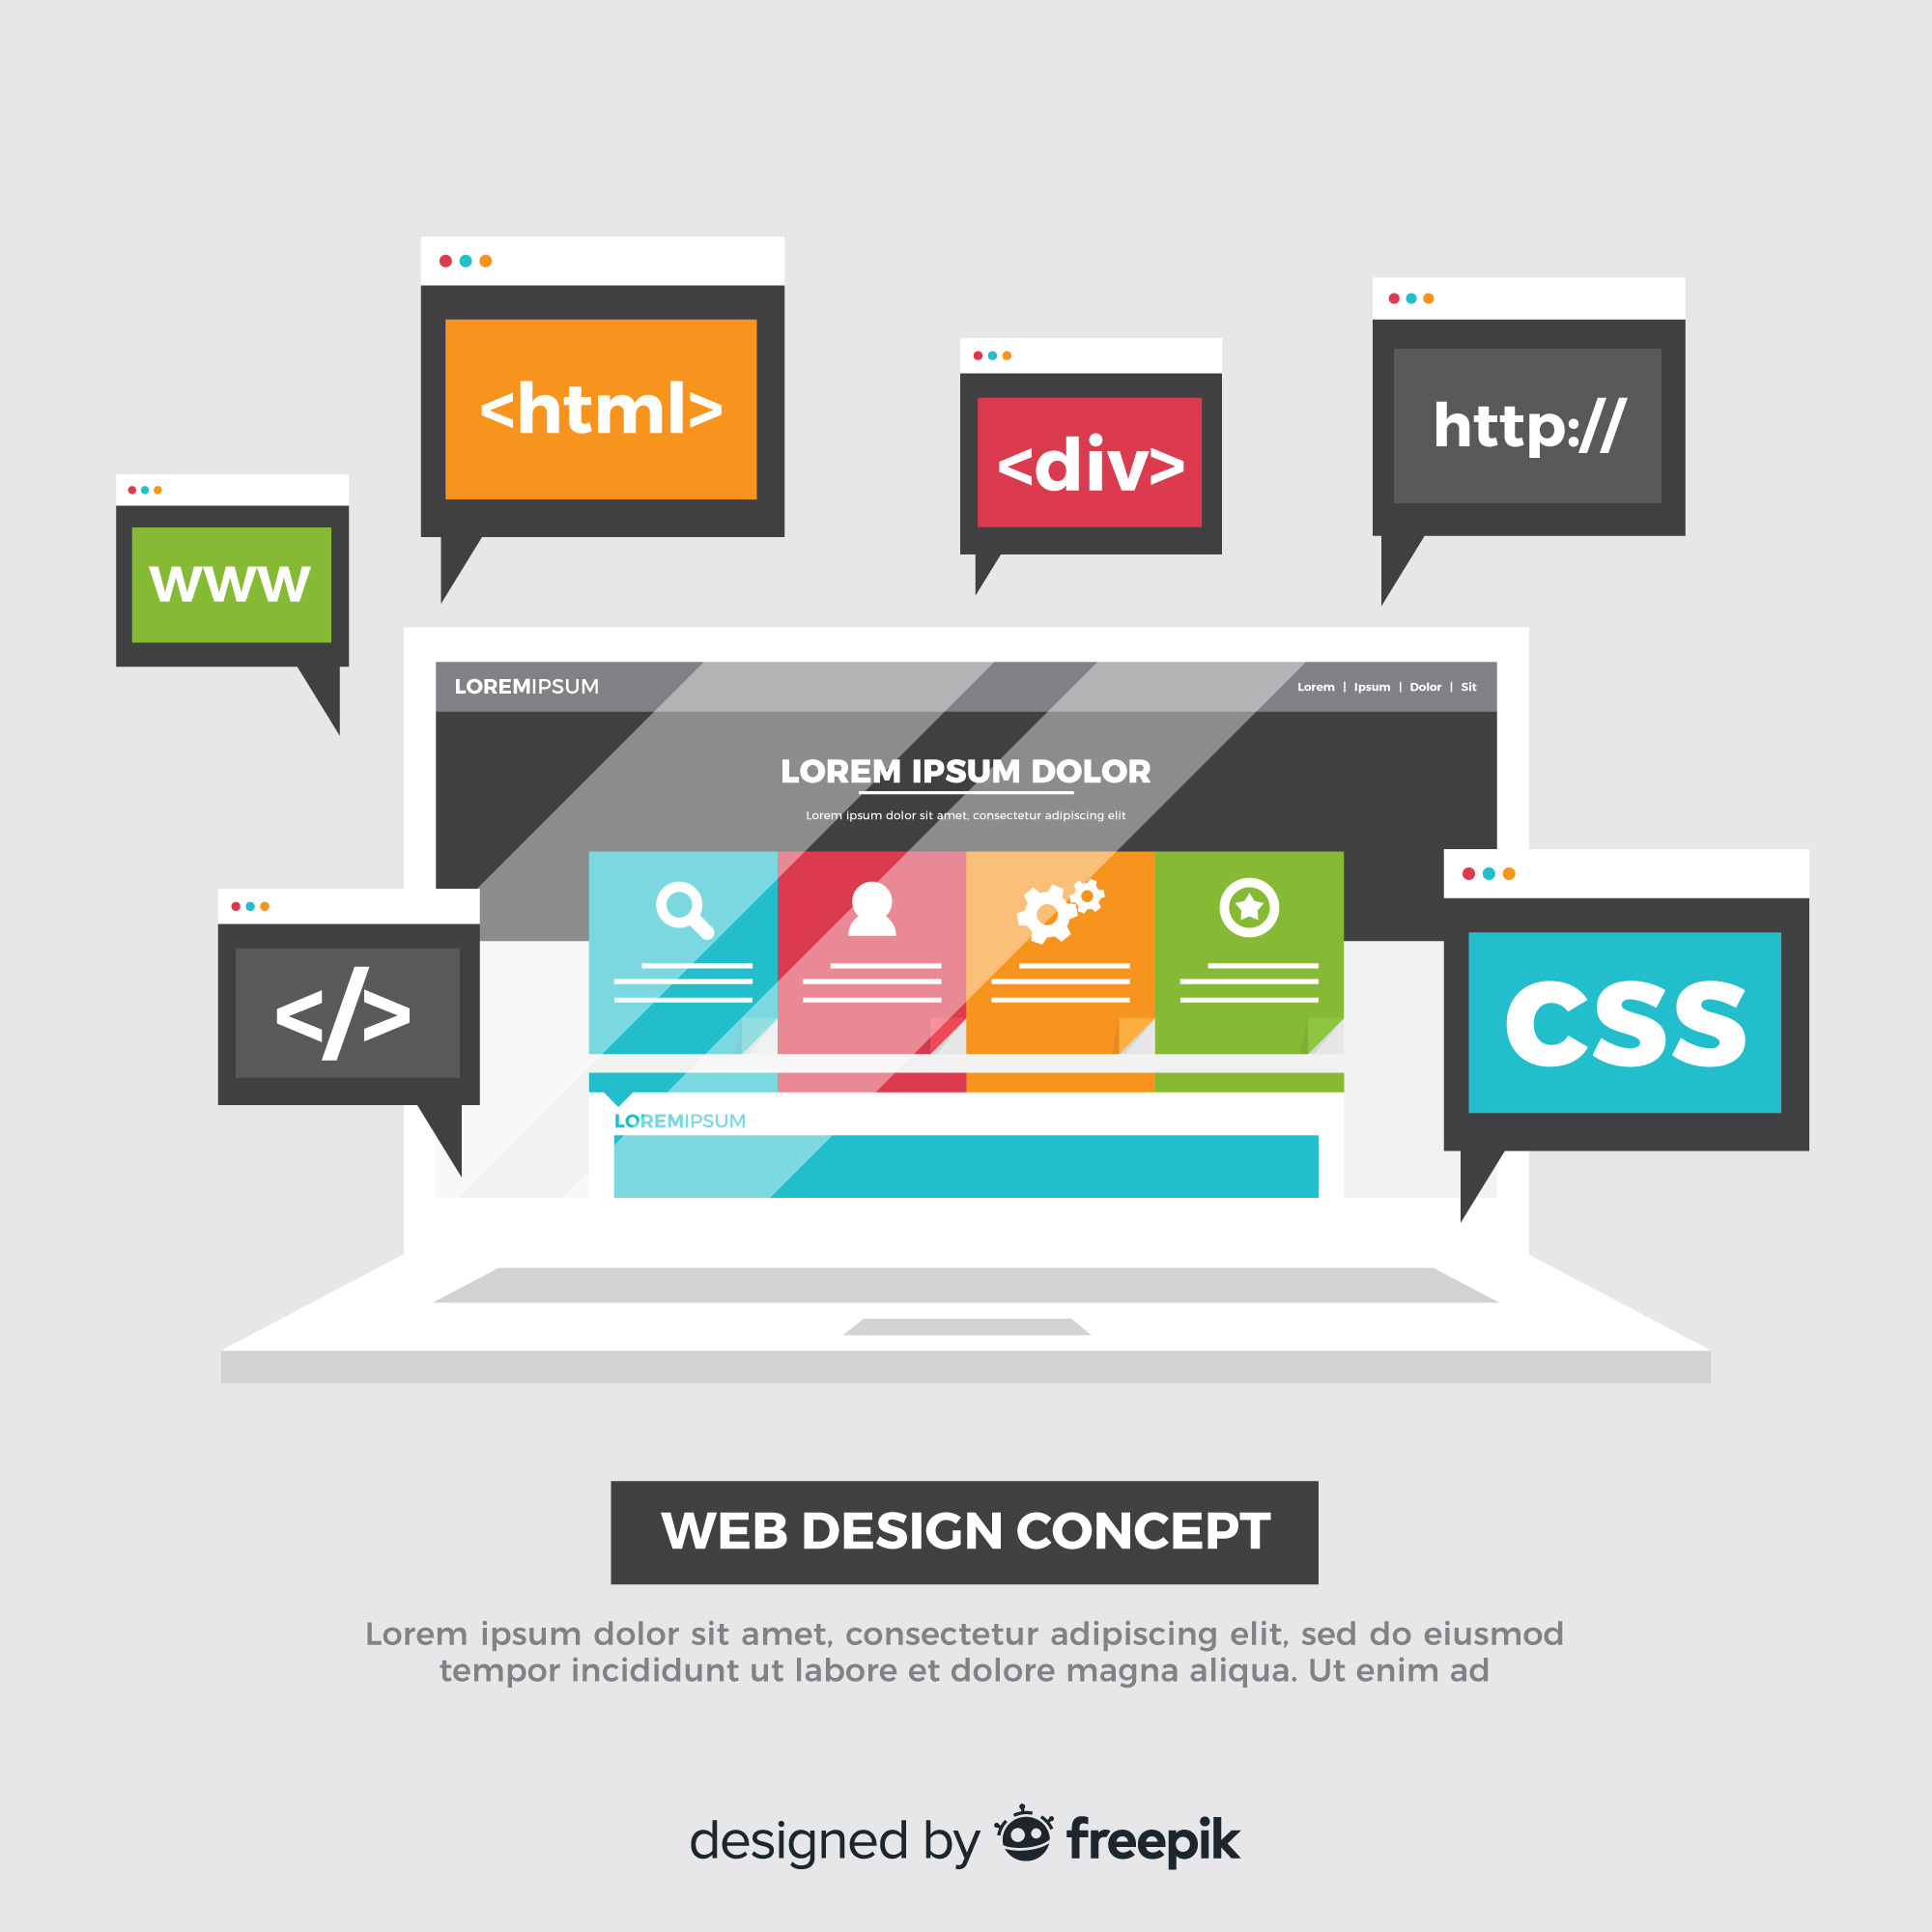 <html>
http://
<div>
www
LOREMIPSUM
Lorem | Ipsum | Dolor | Sit
LOREM IPSUM DOLOR
Lorem ipsum dolor sit amet, consectetur adipiscing elit
</>
css
LOREMIPSUM
WEB DESIGN CONCEPT
Lorem ipsum dolor sit amet, consectetur adipiscing elit, sed do eiusmod
tempor incididunt ut labore et dolore magna aliqua. Ut enim ad
designed by freepik